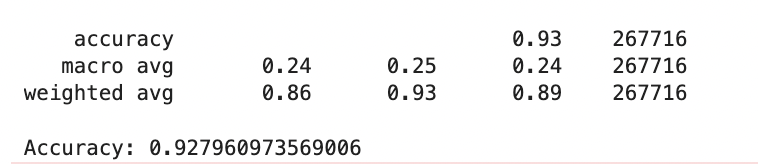 accuracy 0.93 267716
macro avg 0.24 0.25 0.24 267716
weighted avg 0.86 0.93 0.89 267716
Accuracy: 0.927960973569006